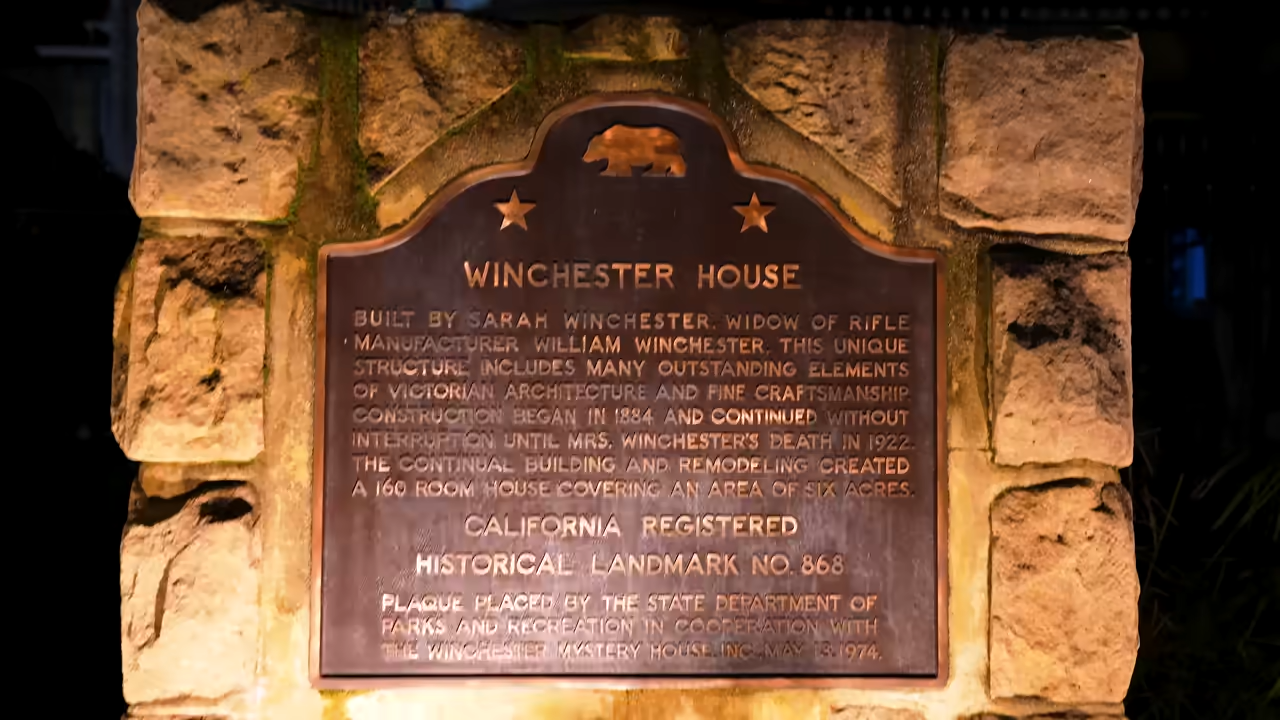 WINCHESTER HOUSE
BUILT BY SARAH WINCHESTER, WIDOW OF RIFLE
MANUFACTURER WILLIAM WINCHESTER, THIS UNIQUE
STRUCTURE INCLUDES MANY OUTSTANDING ELEMENTS
OF VICTORIAN ARCHITECTURE AND FINE CRAFTSMANSHIP.
CONSTRUCTION BEGAN IN 1884 AND CONTINUED WITHOUT
INTERRUPTION UNTIL MRS. WINCHESTER'S DEATH IN 1922.
THE CONTINUAL BUILDING AND REMODELING CREATED
A 160 ROOM HOUSE COVERING AN AREA OF SIX ACRES.
CALIFORNIA REGISTERED
HISTORICAL LANDMARK NO. 868
PLAQUE PLACED BY THE STATE DEPARTMENT OF
PARKS AND RECREATION IN COOPERATION WITH
THE WINCHESTER MYSTERY HOUSE, INC., MAY 13, 1974.